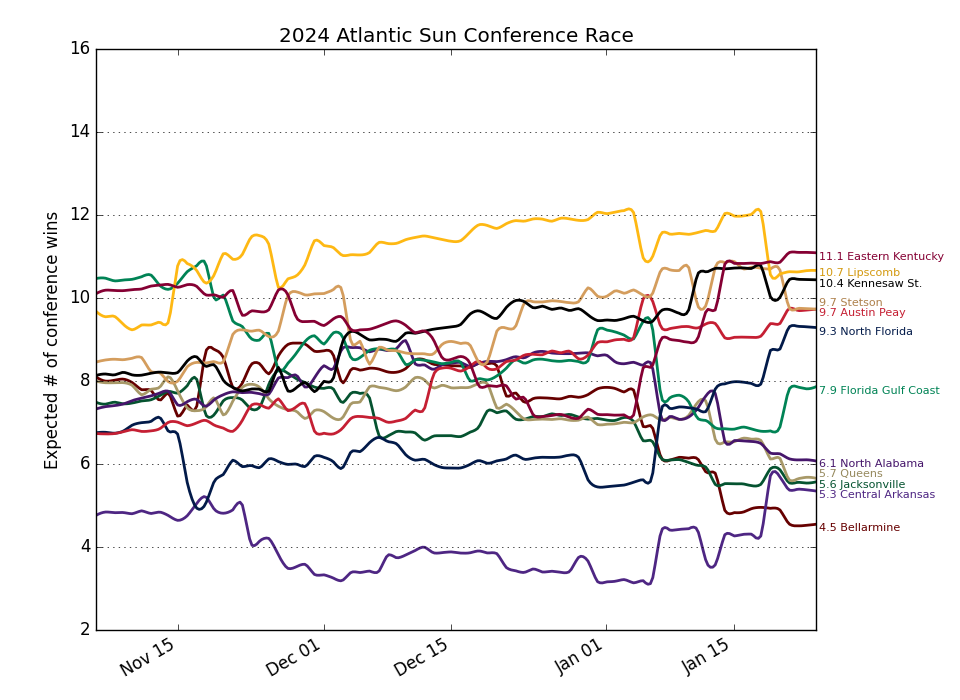 2024 Atlantic Sun Conference Race
Expected # of conference wins
16
14
12
10
8
6
4
2
Nov 15
Dec 01
Dec 15
Jan 01
Jan 15
11.1 Eastern Kentucky
10.7 Lipscomb
10.4 Kennesaw St.
9.7 Stetson
9.7 Austin Peay
9.3 North Florida
7.9 Florida Gulf Coast
6.1 North Alabama
5.7 Queens
5.6 Jacksonville
5.3 Central Arkansas
4.5 Bellarmine